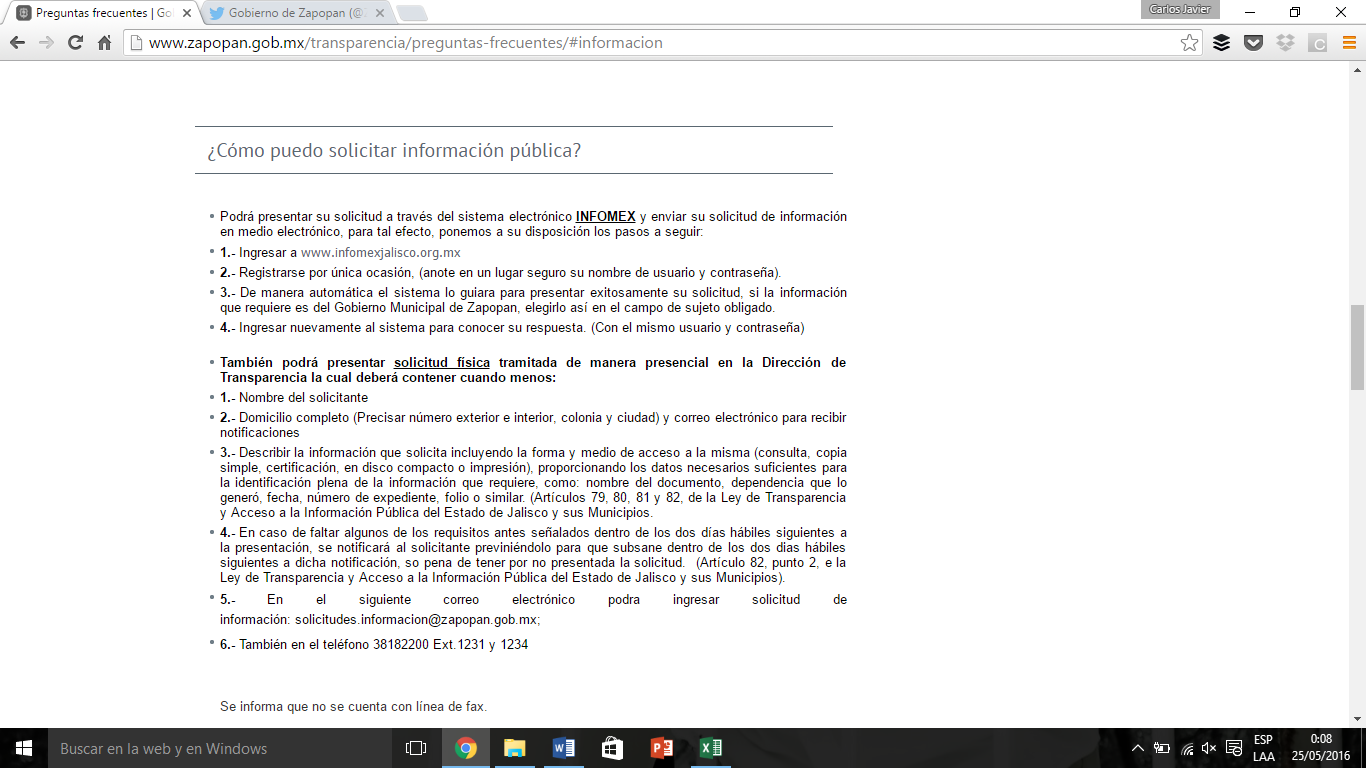 Preguntas frecuentes | Go
Gobierno de Zapopan (@
Carlos Javier
www.zapopan.gob.mx/transparencia/preguntas-frecuentes/#informacion
¿Cómo puedo solicitar información pública?
• Podrá presentar su solicitud a través del sistema electrónico INFOMEX y enviar su solicitud de información
en medio electrónico, para tal efecto, ponemos a su disposición los pasos a seguir:
• 1.- Ingresar a www.infomexjalisco.org.mx
• 2.- Registrarse por única ocasión, (anote en un lugar seguro su nombre de usuario y contraseña).
• 3.- De manera automática el sistema lo guiara para presentar exitosamente su solicitud, si la información
que requiere es del Gobierno Municipal de Zapopan, elegirlo así en el campo de sujeto obligado.
• 4.- Ingresar nuevamente al sistema para conocer su respuesta. (Con el mismo usuario y contraseña)
• También podrá presentar solicitud física tramitada de manera presencial en la Dirección de
Transparencia la cual deberá contener cuando menos:
• 1.- Nombre del solicitante
• 2.- Domicilio completo (Precisar número exterior e interior, colonia y ciudad) y correo electrónico para recibir
notificaciones
• 3.- Describir la información que solicita incluyendo la forma y medio de acceso a la misma (consulta, copia
simple, certificación, en disco compacto o impresión), proporcionando los datos necesarios suficientes para
la identificación plena de la información que requiere, como: nombre del documento, dependencia que lo
generó, fecha, número de expediente, folio o similar. (Artículos 79, 80, 81 y 82, de la Ley de Transparencia
y Acceso a la Información Pública del Estado de Jalisco y sus Municipios.
• 4.- En caso de faltar algunos de los requisitos antes señalados dentro de los dos días hábiles siguientes a
la presentación, se notificará al solicitante previniéndolo para que subsane dentro de los dos dias hábiles
siguientes a dicha notificación, so pena de tener por no presentada la solicitud. (Artículo 82, punto 2, e la
Ley de Transparencia y Acceso a la Información Pública del Estado de Jalisco y sus Municipios).
• 5.- En el siguiente correo electrónico podra ingresar solicitud de
información: solicitudes.informacion@zapopan.gob.mx;
• 6.- También en el teléfono 38182200 Ext.1231 y 1234
Se informa que no se cuenta con línea de fax.
Buscar en la web y en Windows
ESP
LAA
0:08
25/05/2016